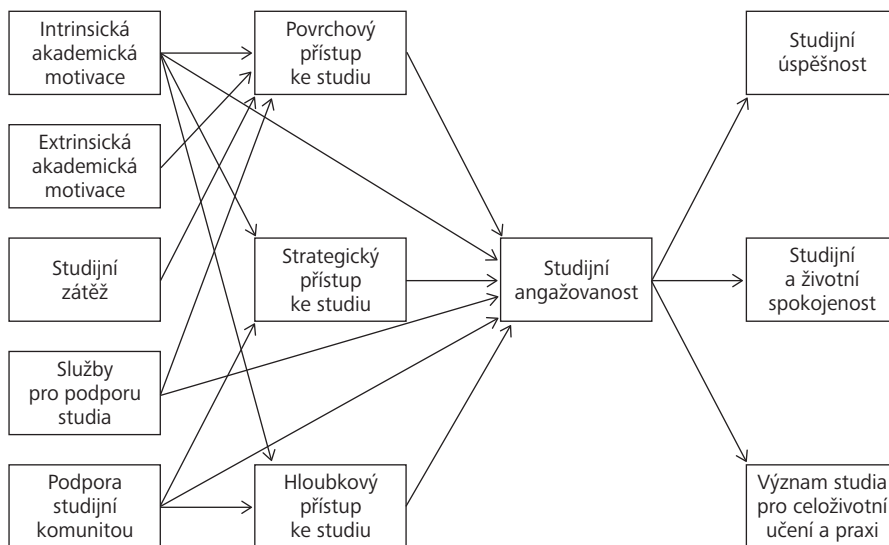 Intrinsická
akademická
motivace
Extrinsická
akademická
motivace
Studijní
zátěž
Služby
pro podporu
studia
Podpora
studijní
komunitou
Povrchový
přístup
ke studiu
Strategický
přístup
ke studiu
Hloubkový
přístup
ke studiu
Studijní
angažovanost
Studijní
úspěšnost
Studijní
a životní
spokojenost
Význam studia
pro celoživotní
učení a praxi